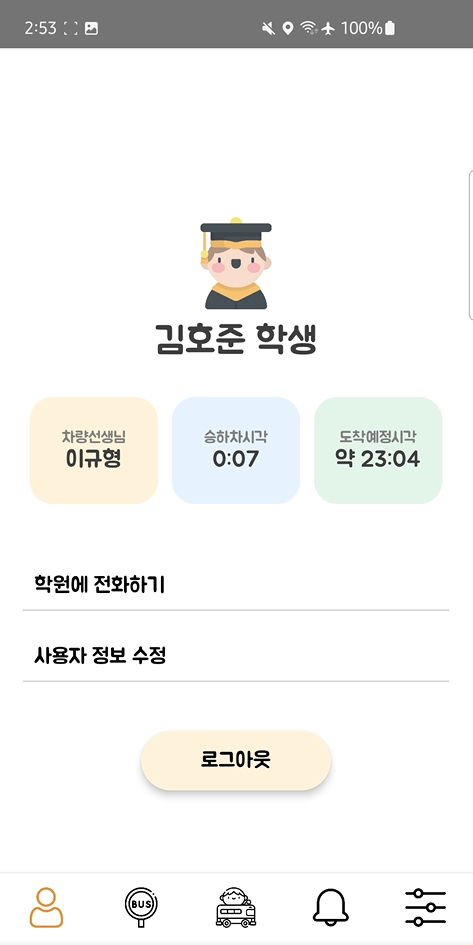 2:53 100%
김호준 학생
차량선생님 승하차시각 도착예정시각
이규형 0:07 약 23:04
학원에 전화하기
사용자 정보 수정
로그아웃
BUS